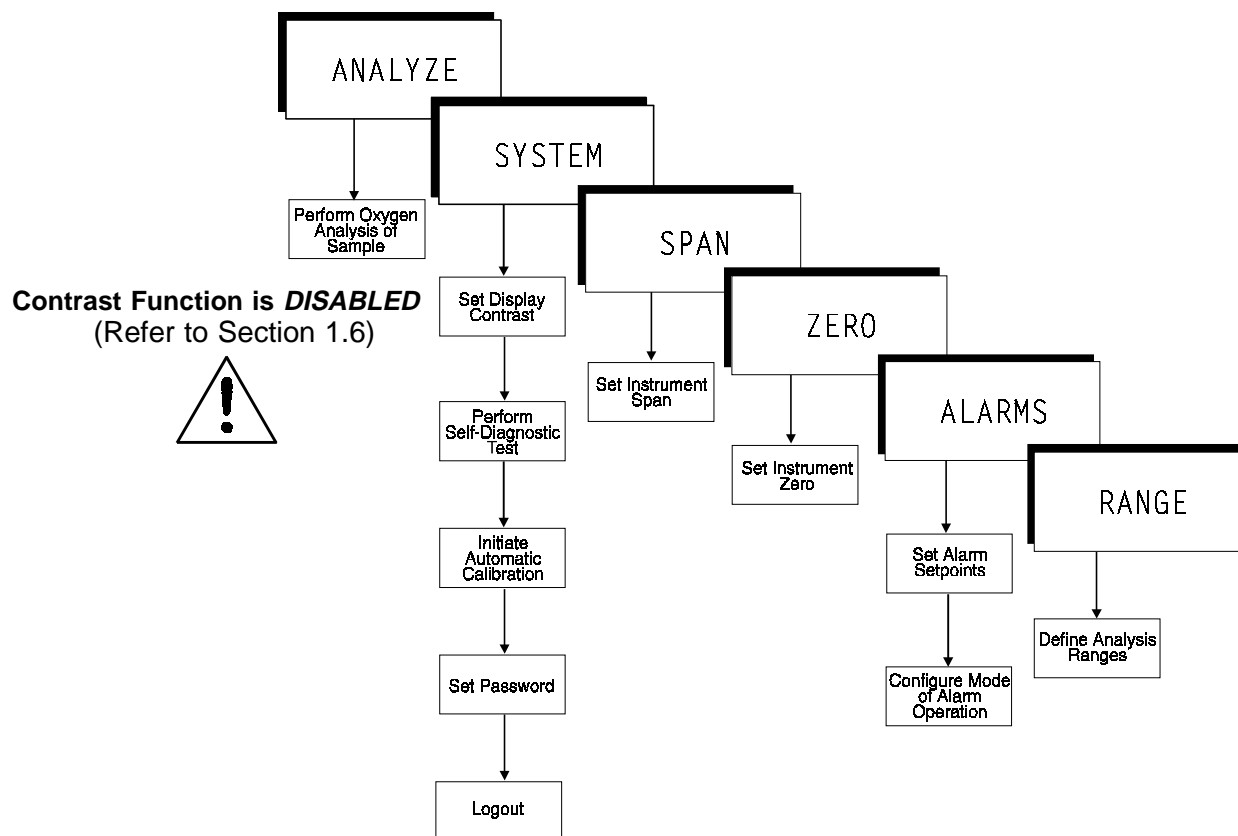 ANALYZE
SYSTEM
SPAN
ZERO
ALARMS
RANGE
Perform Oxygen
Analysis of
Sample
Contrast Function is DISABLED
(Refer to Section 1.6)
!
Set Display
Contrast
Perform
Self-Diagnostic
Test
Initiate
Automatic
Calibration
Set Password
Logout
Set Instrument
Span
Set Instrument
Zero
Set Alarm
Setpoints
Configure Mode
of Alarm
Operation
Define Analysis
Ranges